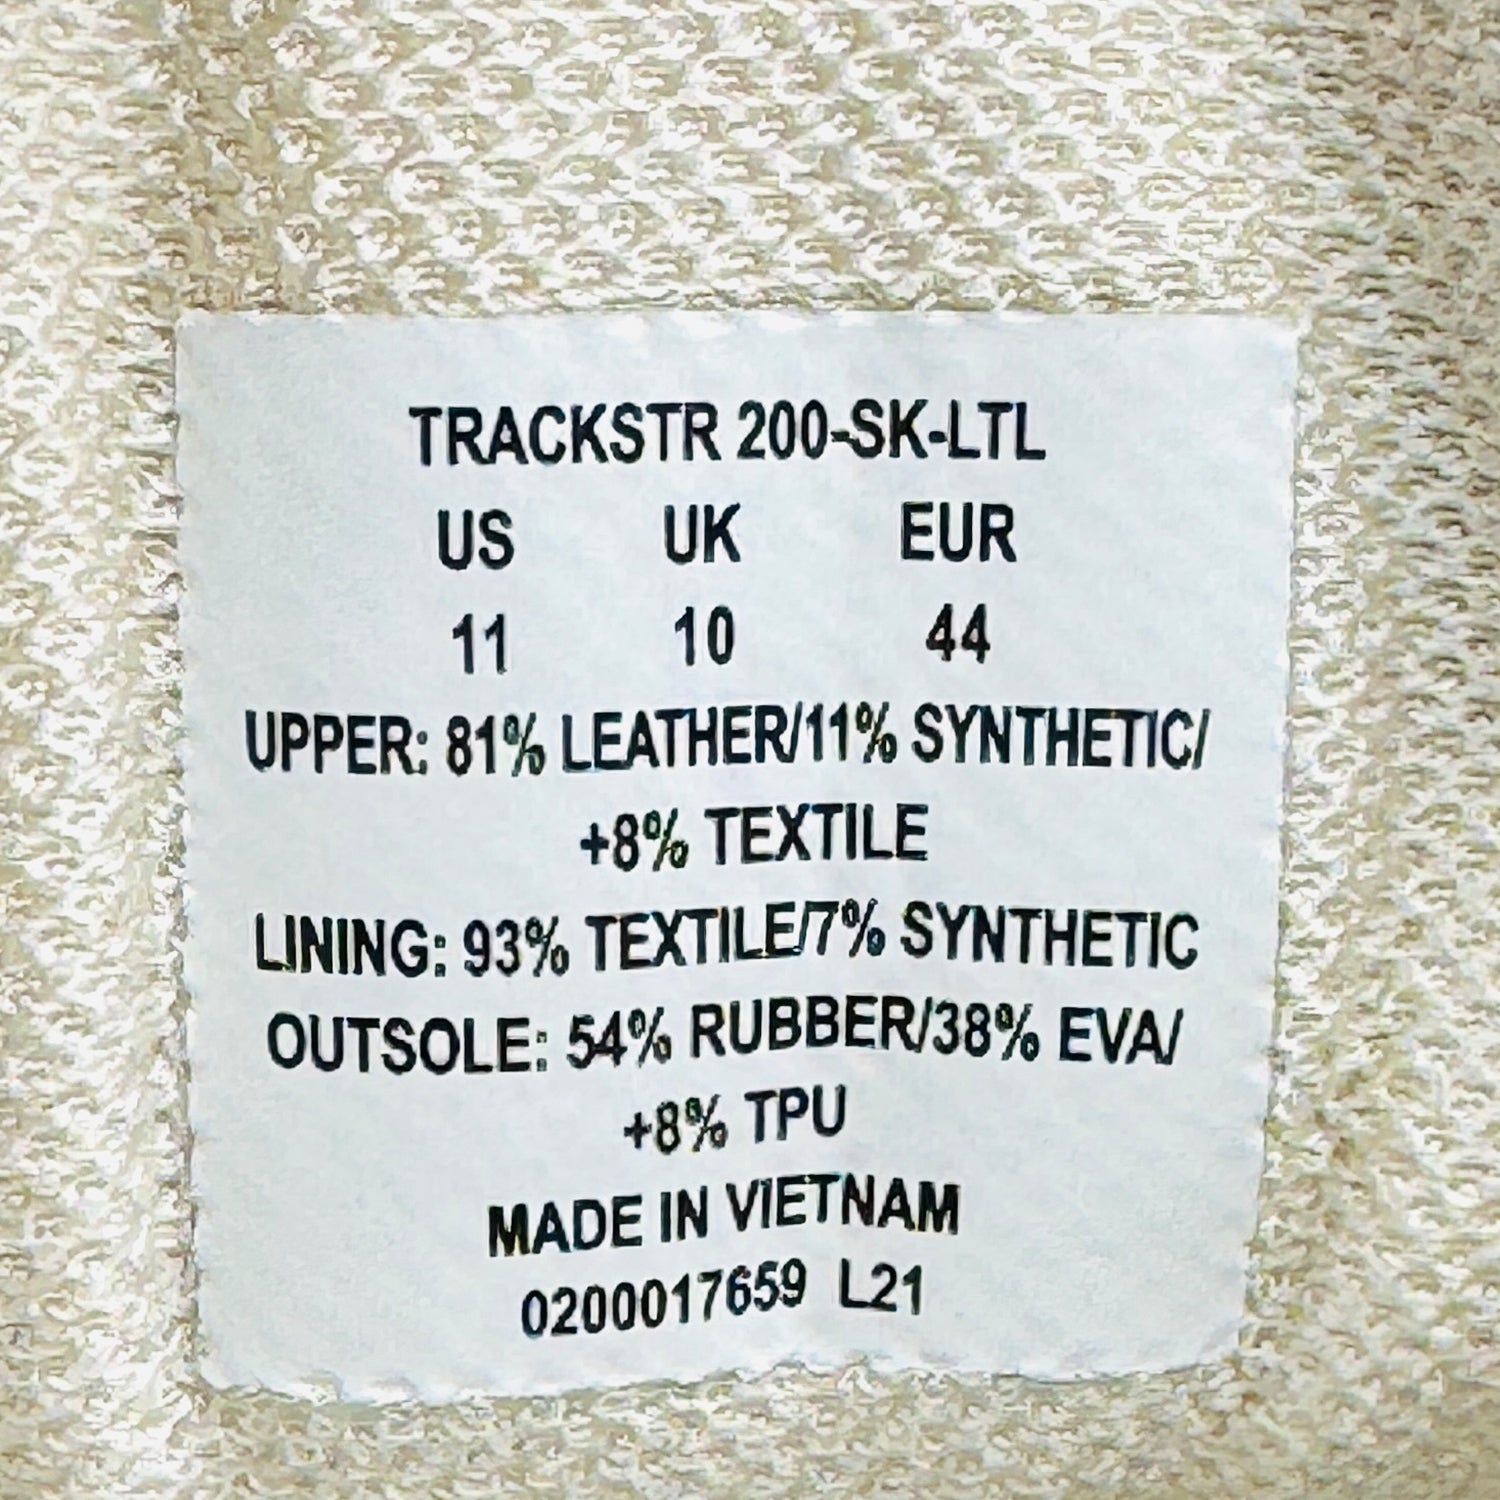 TRACKSTR 200-SK-LTL
US UK EUR
11 10 44
UPPER: 81% LEATHER/11% SYNTHETIC/
+8% TEXTILE
LINING: 93% TEXTILE/7% SYNTHETIC
OUTSOLE: 54% RUBBER/38% EVA/
+8% TPU
MADE IN VIETNAM
0200017659 L21